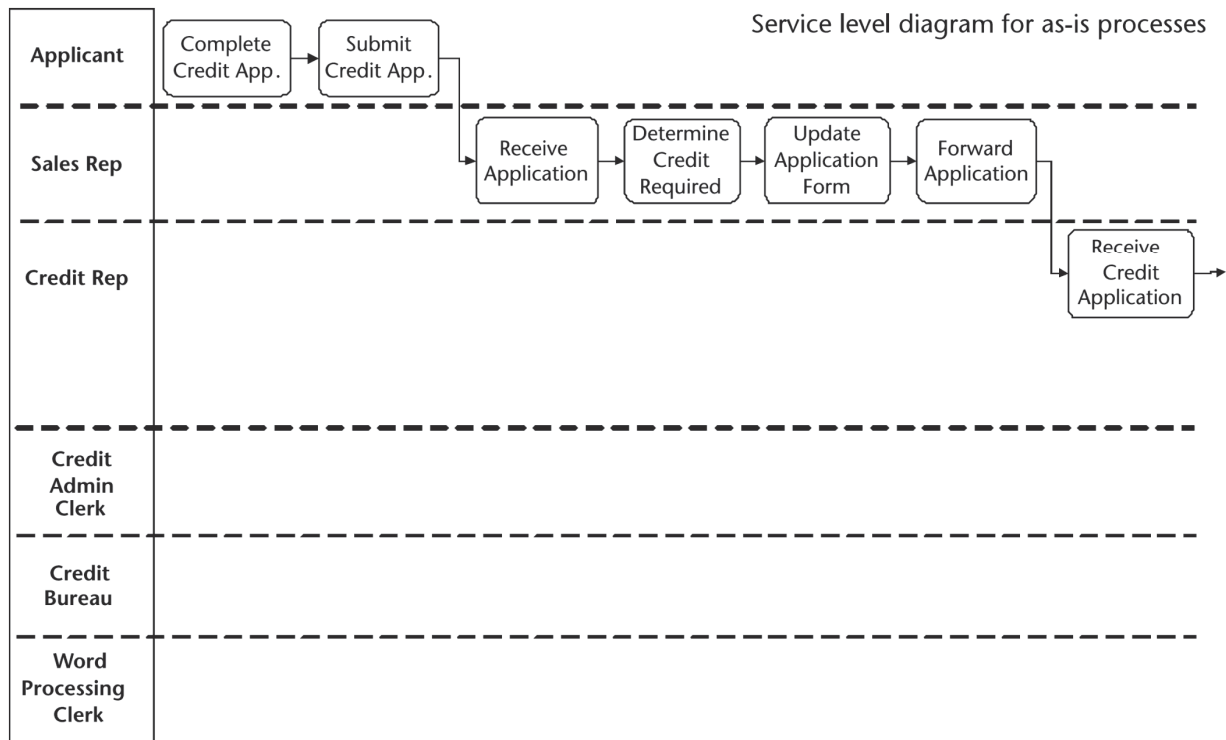 Service level diagram for as-is processes
Applicant
Complete
Credit App.
Submit
Credit App.
Sales Rep
Receive
Application
Determine
Credit
Required
Update
Application
Form
Forward
Application
Credit Rep
Receive
Credit
Application
Credit
Admin
Clerk
Credit
Bureau
Word
Processing
Clerk